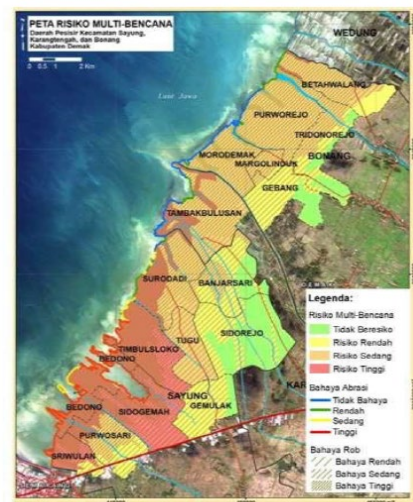 PETA RISIKO MULTI-BENCANA
Daerah Pesisir Kecamatan Sayung,
Karangtengah, dan Bonang
Kabupaten Demak
0 0.5 1 2 Km
WEDUNG
Laut Jawa
BETAHWALANG
PURWOREJO
TRIDONOREJO
MORODEMAK
BONANG
MARGOLINDUK
GEBANG
TAMBAKBULUSAN
SURODADI
BANJARSARI
DEMAK
TIMBULSLOKO
TUGU
SIDOREJO
BEDONO
BEDONO
SAYUNG
KAR
SIDOGEMAH
GEMULAK
PURWOSARI
SRIWULAN
Legenda:
Risiko Multi-Bencana
Tidak Beresiko
Risiko Rendah
Risiko Sedang
Risiko Tinggi
Bahaya Abrasi
Tidak Bahaya
Rendah
Sedang
Tinggi
Bahaya Rob
Bahaya Rendah
Bahaya Sedang
Bahaya Tinggi